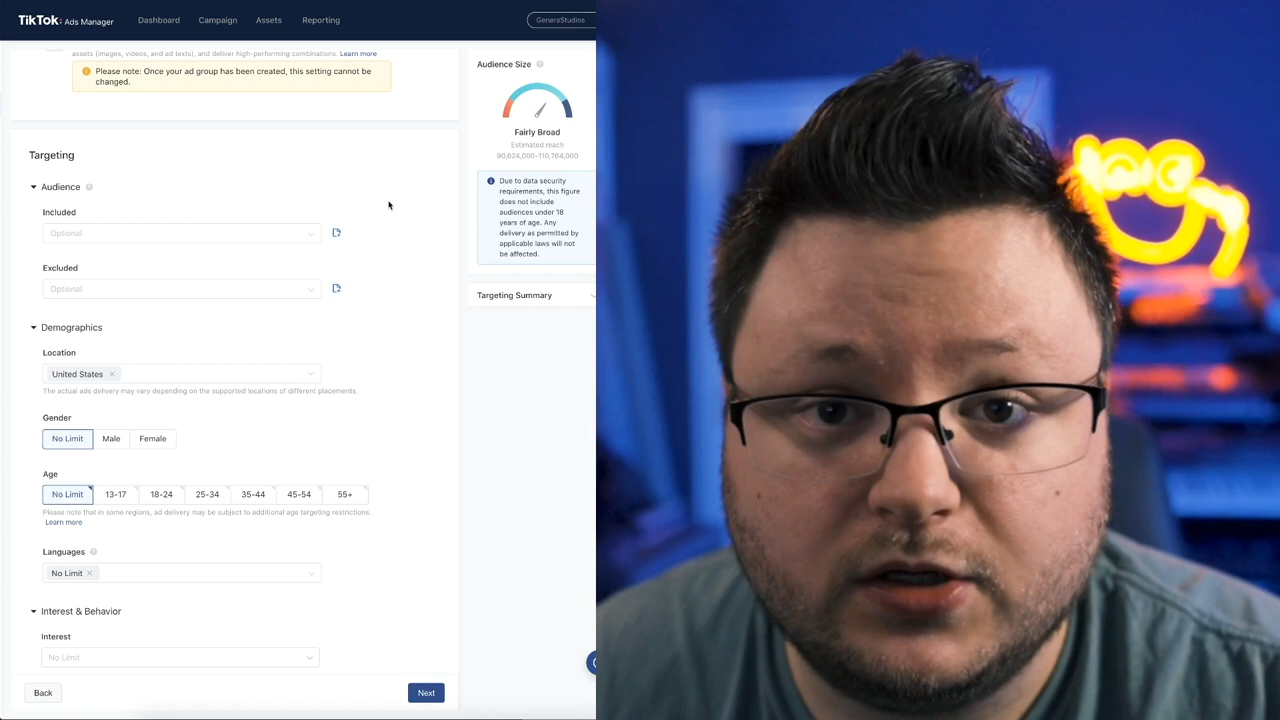 TikTok: Ads Manager
Dashboard
Campaign
Assets
Reporting
GeneraStudios
assets (images, videos, and ad texts), and deliver high-performing combinations. Learn more
Please note: Once your ad group has been created, this setting cannot be
changed.
Targeting
Audience
Included
Optional
Excluded
Optional
Demographics
Location
United States
The actual ads delivery may vary depending on the supported locations of different placements.
Gender
No Limit
Male
Female
Age
No Limit
13-17
18-24
25-34
35-44
45-54
55+
Please note that in some regions, ad delivery may be subject to additional age targeting restrictions.
Learn more
Languages
No Limit
Interest & Behavior
Interest
No Limit
Back
Next
Audience Size
Fairly Broad
Estimated reach
90,624,000-110,764,000
Due to data security
requirements, this figure
does not include
audiences under 18
years of age. Any
delivery as permitted by
applicable laws will not
be affected.
Targeting Summary